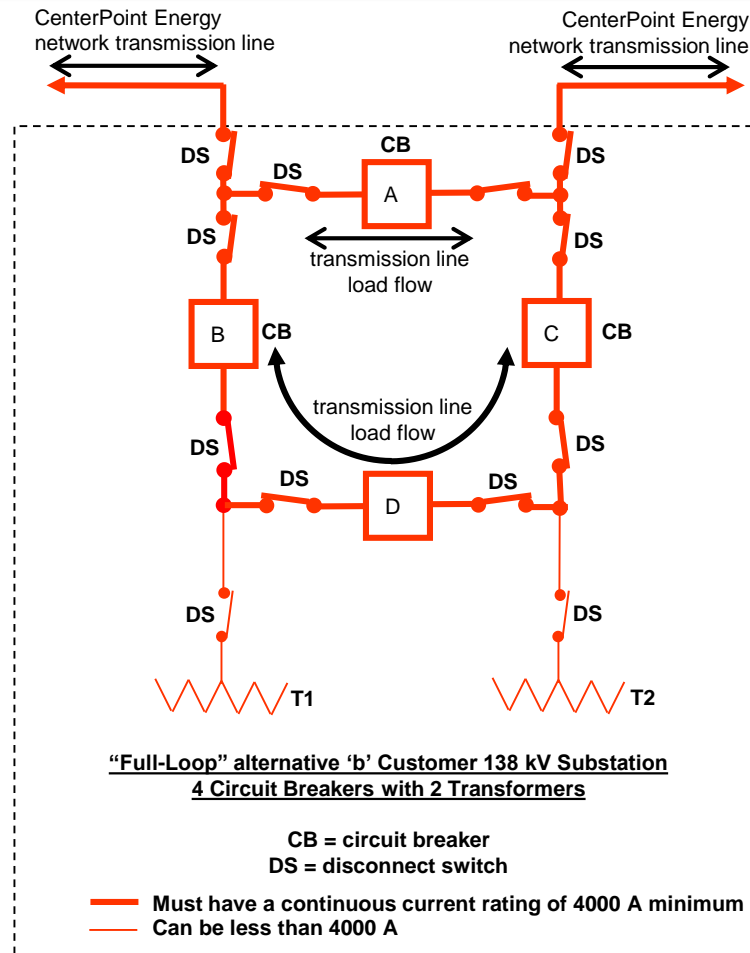 CenterPoint Energy
network transmission line
CenterPoint Energy
network transmission line
DS
DS
CB
DS
A
DS
DS
transmission line
load flow
B
CB
C
CB
transmission line
load flow
DS
DS
DS
DS
D
DS
DS
T1
T2
“Full-Loop” alternative ‘b’ Customer 138 kV Substation
4 Circuit Breakers with 2 Transformers
CB = circuit breaker
DS = disconnect switch
Must have a continuous current rating of 4000 A minimum
Can be less than 4000 A